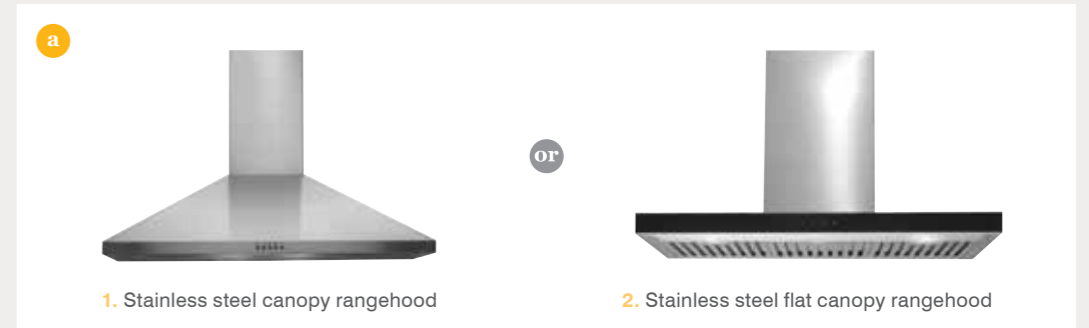 a
or
1. Stainless steel canopy rangehood
2. Stainless steel flat canopy rangehood